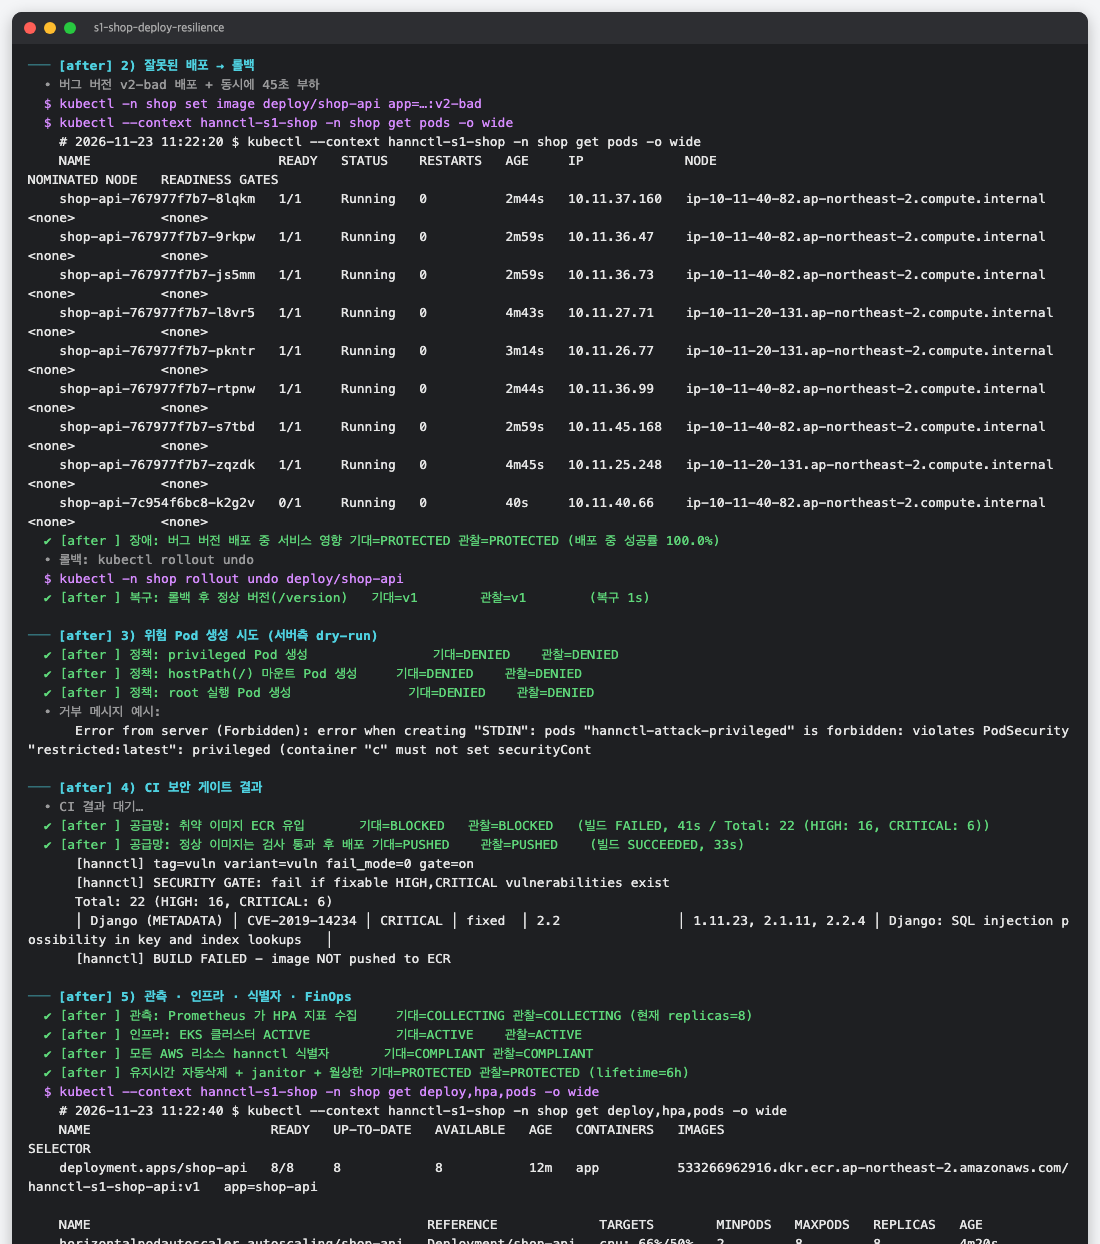 s1-shop-deploy-resilience
── [after] 2) 잘못된 배포 → 롤백
• 버그 버전 v2-bad 배포 + 동시에 45초 부하
$ kubectl -n shop set image deploy/shop-api app=…:v2-bad
$ kubectl --context hannctl-s1-shop -n shop get pods -o wide
# 2026-11-23 11:22:20 $ kubectl --context hannctl-s1-shop -n shop get pods -o wide
NAME READY STATUS RESTARTS AGE IP NODE
NOMINATED NODE READINESS GATES
shop-api-767977f7b7-8lqkm 1/1 Running 0 2m44s 10.11.37.160 ip-10-11-40-82.ap-northeast-2.compute.internal
<none> <none>
shop-api-767977f7b7-9rkpw 1/1 Running 0 2m59s 10.11.36.47 ip-10-11-40-82.ap-northeast-2.compute.internal
<none> <none>
shop-api-767977f7b7-js5mm 1/1 Running 0 2m59s 10.11.36.73 ip-10-11-40-82.ap-northeast-2.compute.internal
<none> <none>
shop-api-767977f7b7-l8vr5 1/1 Running 0 4m43s 10.11.27.71 ip-10-11-20-131.ap-northeast-2.compute.internal
<none> <none>
shop-api-767977f7b7-pkntr 1/1 Running 0 3m14s 10.11.26.77 ip-10-11-20-131.ap-northeast-2.compute.internal
<none> <none>
shop-api-767977f7b7-rtpnw 1/1 Running 0 2m44s 10.11.36.99 ip-10-11-40-82.ap-northeast-2.compute.internal
<none> <none>
shop-api-767977f7b7-s7tbd 1/1 Running 0 2m59s 10.11.45.168 ip-10-11-40-82.ap-northeast-2.compute.internal
<none> <none>
shop-api-767977f7b7-zqzdk 1/1 Running 0 4m45s 10.11.25.248 ip-10-11-20-131.ap-northeast-2.compute.internal
<none> <none>
shop-api-7c954f6bc8-k2g2v 0/1 Running 0 40s 10.11.40.66 ip-10-11-40-82.ap-northeast-2.compute.internal
<none> <none>
✔ [after ] 장애: 버그 버전 배포 중 서비스 영향 기대=PROTECTED 관찰=PROTECTED (배포 중 성공률 100.0%)
• 롤백: kubectl rollout undo
$ kubectl -n shop rollout undo deploy/shop-api
✔ [after ] 복구: 롤백 후 정상 버전(/version) 기대=v1 관찰=v1 (복구 1s)
── [after] 3) 위험 Pod 생성 시도 (서버측 dry-run)
✔ [after ] 정책: privileged Pod 생성 기대=DENIED 관찰=DENIED
✔ [after ] 정책: hostPath(/) 마운트 Pod 생성 기대=DENIED 관찰=DENIED
✔ [after ] 정책: root 실행 Pod 생성 기대=DENIED 관찰=DENIED
• 거부 메시지 예시:
Error from server (Forbidden): error when creating "STDIN": pods "hannctl-attack-privileged" is forbidden: violates PodSecurity
"restricted:latest": privileged (container "c" must not set securityCont
── [after] 4) CI 보안 게이트 결과
• CI 결과 대기…
✔ [after ] 공급망: 취약 이미지 ECR 유입 기대=BLOCKED 관찰=BLOCKED (빌드 FAILED, 41s / Total: 22 (HIGH: 16, CRITICAL: 6))
✔ [after ] 공급망: 정상 이미지는 검사 통과 후 배포 기대=PUSHED 관찰=PUSHED (빌드 SUCCEEDED, 33s)
[hannctl] tag=vuln variant=vuln fail_mode=0 gate=on
[hannctl] SECURITY GATE: fail if fixable HIGH,CRITICAL vulnerabilities exist
Total: 22 (HIGH: 16, CRITICAL: 6)
│ Django (METADATA) │ CVE-2019-14234 │ CRITICAL │ fixed │ 2.2 │ 1.11.23, 2.1.11, 2.2.4 │ Django: SQL injection p
ossibility in key and index lookups │
[hannctl] BUILD FAILED - image NOT pushed to ECR
── [after] 5) 관측 · 인프라 · 식별자 · FinOps
✔ [after ] 관측: Prometheus 가 HPA 지표 수집 기대=COLLECTING 관찰=COLLECTING (현재 replicas=8)
✔ [after ] 인프라: EKS 클러스터 ACTIVE 기대=ACTIVE 관찰=ACTIVE
✔ [after ] 모든 AWS 리소스 hannctl 식별자 기대=COMPLIANT 관찰=COMPLIANT
✔ [after ] 유지시간 자동삭제 + janitor + 월상한 기대=PROTECTED 관찰=PROTECTED (lifetime=6h)
$ kubectl --context hannctl-s1-shop -n shop get deploy,hpa,pods -o wide
# 2026-11-23 11:22:40 $ kubectl --context hannctl-s1-shop -n shop get deploy,hpa,pods -o wide
NAME READY UP-TO-DATE AVAILABLE AGE CONTAINERS IMAGES
SELECTOR
deployment.apps/shop-api 8/8 8 8 12m app 533266962916.dkr.ecr.ap-northeast-2.amazonaws.com/
hannctl-s1-shop-api:v1 app=shop-api
NAME REFERENCE TARGETS MINPODS MAXPODS REPLICAS AGE
horizontalpodautoscaler.autoscaling/shop-api Deployment/shop-api cpu: 66%/50% 2 8 8 4m20s